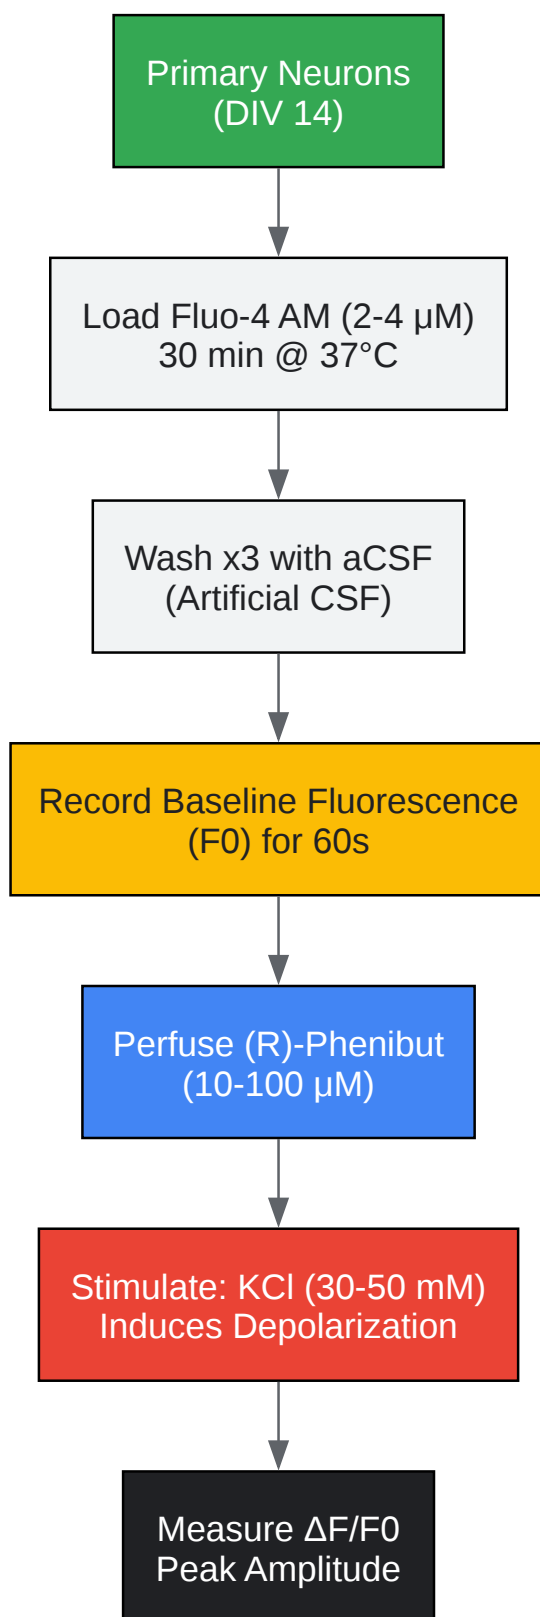 Primary Neurons
(DIV 14)
Load Fluo-4 AM (2-4 μM)
30 min @ 37°C
Wash x3 with aCSF
(Artificial CSF)
Record Baseline Fluorescence
(F0) for 60s
Perfuse (R)-Phenibut
(10-100 μM)
Stimulate: KCl (30-50 mM)
Induces Depolarization
Measure ΔF/F0
Peak Amplitude